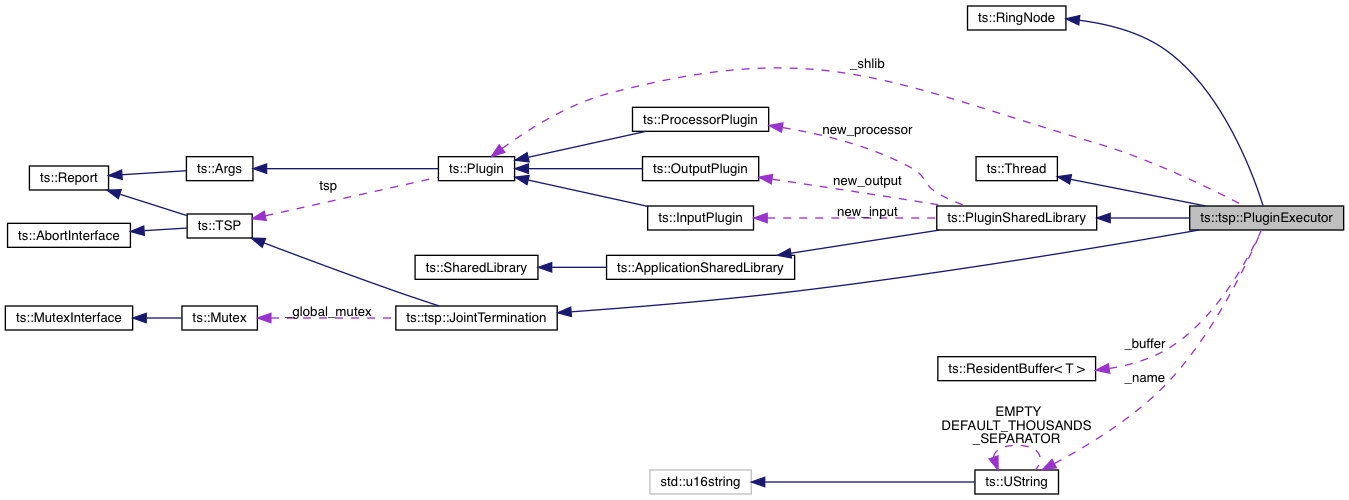 ts::RingNode
_shlib
ts::ProcessorPlugin
new_processor
ts::Report
ts::Args
ts::Plugin
ts::OutputPlugin
ts::Thread
tsp
new_output
ts::AbortInterface
ts::TSP
ts::InputPlugin
new_input
ts::PluginSharedLibrary
ts::tsp::PluginExecutor
ts::SharedLibrary
ts::ApplicationSharedLibrary
ts::MutexInterface
ts::Mutex
_global_mutex
ts::tsp::JointTermination
_buffer
ts::ResidentBuffer< T >
_name
EMPTY
DEFAULT_THOUSANDS
_SEPARATOR
std::u16string
ts::UString